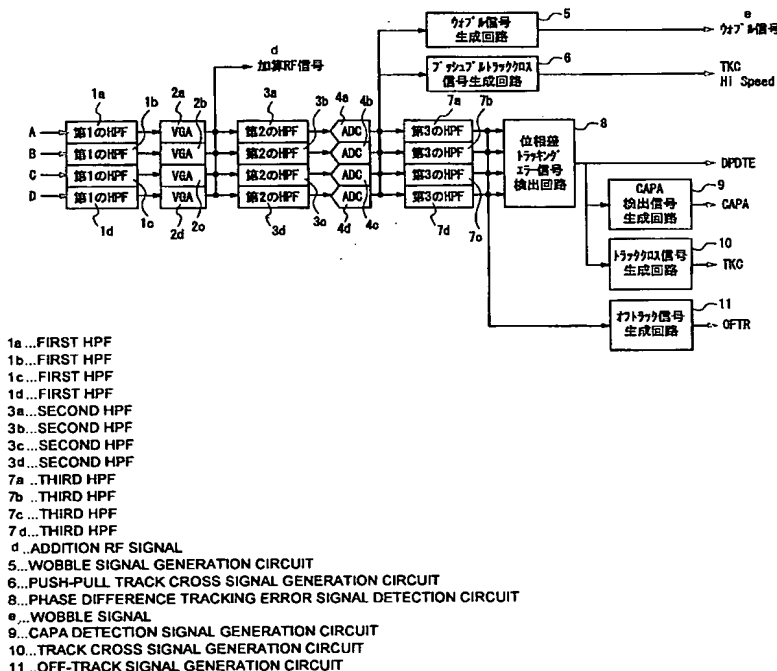 5
e
ウォブル信号
生成回路
ウォブル信号
d
加算RF信号
6
プッシュプルトラッククロス
信号生成回路
TKC
Hi Speed
1a
1b
2a
2b
3a
3b
4a
4b
7a
7b
8
A
第1のHPF
VGA
第2のHPF
ADC
第3のHPF
B
第1のHPF
VGA
第2のHPF
ADC
第3のHPF
C
第1のHPF
VGA
第2のHPF
ADC
第3のHPF
D
第1のHPF
VGA
第2のHPF
ADC
第3のHPF
位相差
トラッキング
エラー信号
検出回路
DPDTE
1d
1c
2d
2c
3d
3c
4d
4c
7d
7c
9
CAPA
検出信号
生成回路
CAPA
10
トラッククロス信号
生成回路
TKC
11
オフトラック信号
生成回路
OFTR
1a...FIRST HPF
1b...FIRST HPF
1c...FIRST HPF
1d...FIRST HPF
3a...SECOND HPF
3b...SECOND HPF
3c...SECOND HPF
3d...SECOND HPF
7a ...THIRD HPF
7b ...THIRD HPF
7c...THIRD HPF
7 d...THIRD HPF
d ...ADDITION RF SIGNAL
5...WOBBLE SIGNAL GENERATION CIRCUIT
6...PUSH-PULL TRACK CROSS SIGNAL GENERATION CIRCUIT
8...PHASE DIFFERENCE TRACKING ERROR SIGNAL DETECTION CIRCUIT
e...WOBBLE SIGNAL
9...CAPA DETECTION SIGNAL GENERATION CIRCUIT
10...TRACK CROSS SIGNAL GENERATION CIRCUIT
11...OFF-TRACK SIGNAL GENERATION CIRCUIT